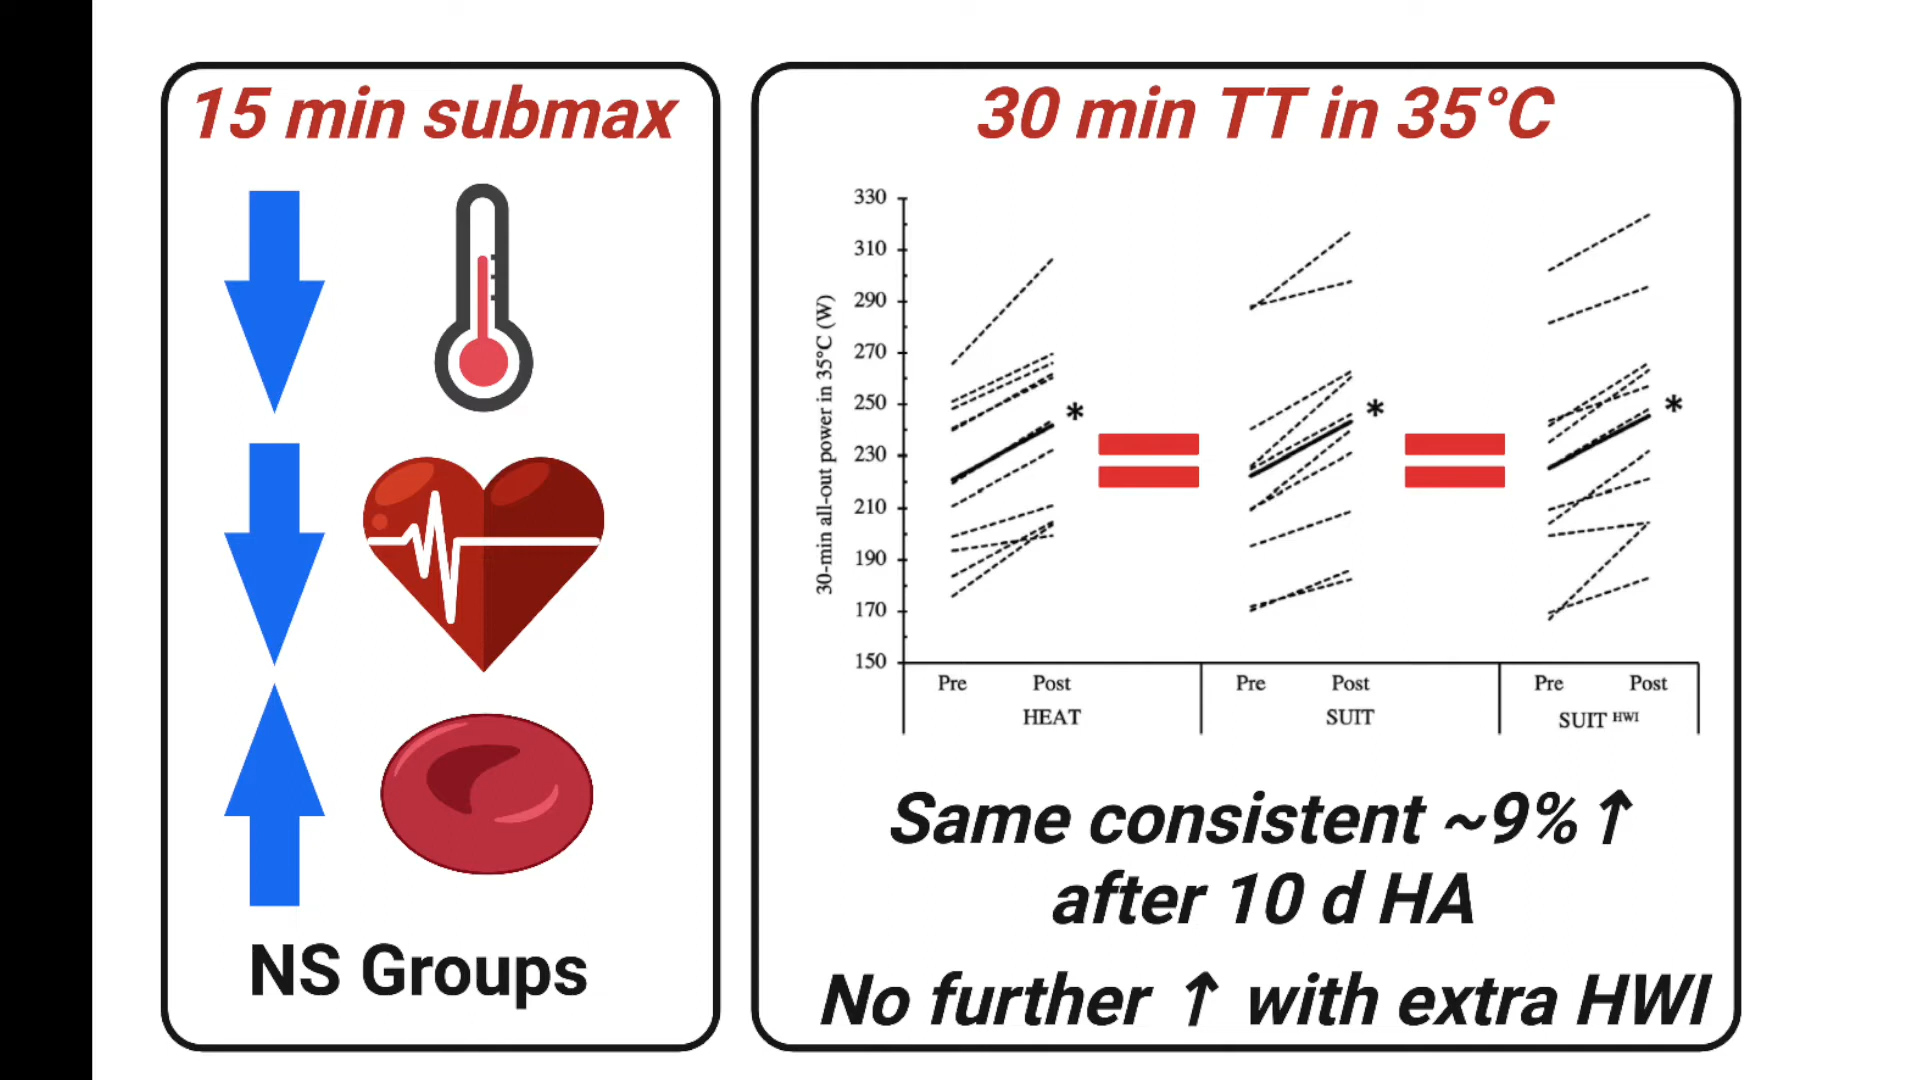 15 min submax
NS Groups
30 min TT in 35°C
30-min all-out power in 35°C (W)
330
310
290
270
250
230
210
190
170
150
*
*
*
Pre Post Pre Post Pre Post
HEAT SUIT SUIT HWI
Same consistent ~9%↑
after 10 d HA
No further ↑ with extra HWI